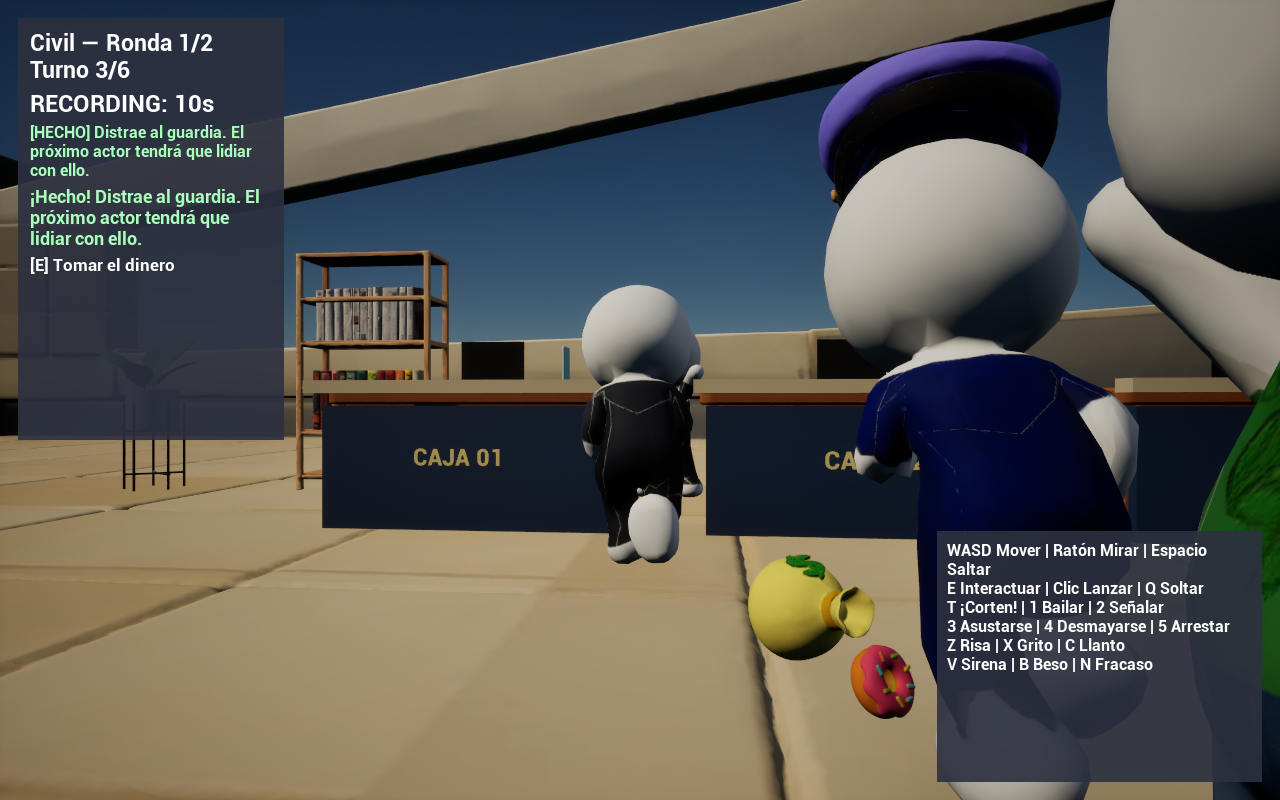 Civil — Ronda 1/2
Turno 3/6
RECORDING: 10s
[HECHO] Distrae al guardia. El
próximo actor tendrá que lidiar
con ello.
¡Hecho! Distrae al guardia. El
próximo actor tendrá que
lidiar con ello.
[E] Tomar el dinero
CAJA 01
CA
WASD Mover | Ratón Mirar | Espacio
Saltar
E Interactuar | Clic Lanzar | Q Soltar
T ¡Corten! | 1 Bailar | 2 Señalar
3 Asustarse | 4 Desmayarse | 5 Arrestar
Z Risa | X Grito | C Llanto
V Sirena | B Beso | N Fracaso